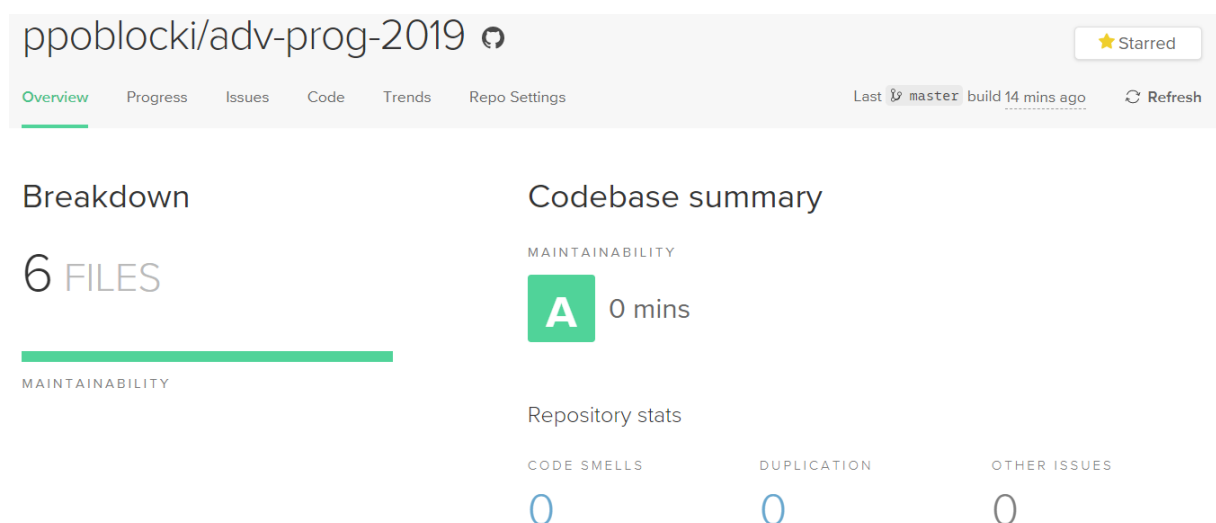 ppoblocki/adv-prog-2019
Starred
Overview Progress Issues Code Trends Repo Settings Last master build 14 mins ago Refresh
Breakdown
Codebase summary
6 FILES
MAINTAINABILITY
A 0 mins
MAINTAINABILITY
Repository stats
CODE SMELLS DUPLICATION OTHER ISSUES
0 0 0